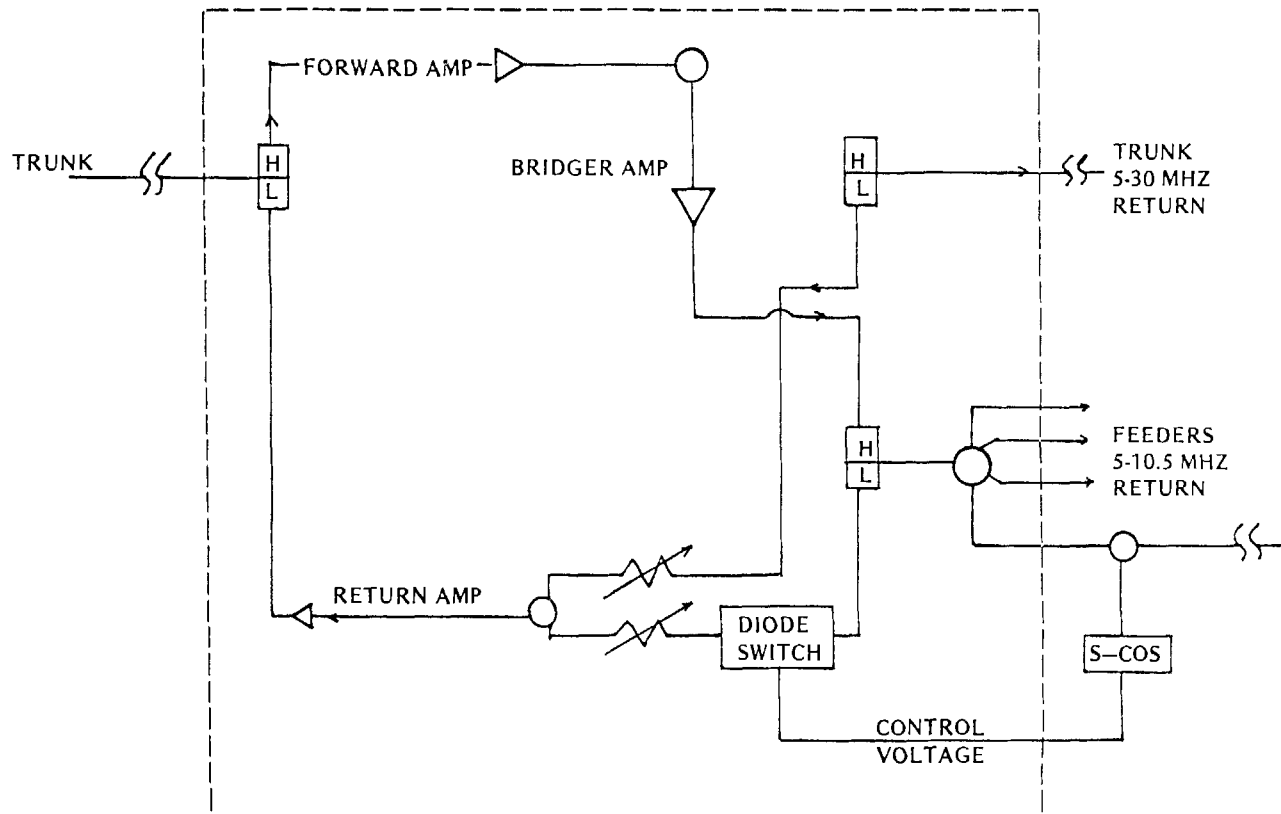 FORWARD AMP
TRUNK
H
L
BRIDGER AMP
H
L
TRUNK
5-30 MHZ
RETURN
H
L
FEEDERS
5-10.5 MHZ
RETURN
RETURN AMP
DIODE
SWITCH
S-COS
CONTROL
VOLTAGE